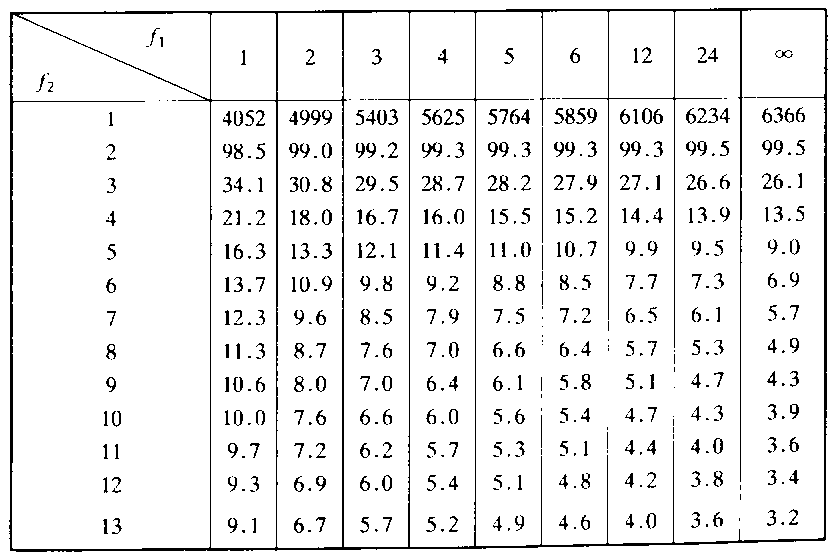 f1
f2
1 2 3 4 5 6 12 24 ∞
1 4052 4999 5403 5625 5764 5859 6106 6234 6366
2 98.5 99.0 99.2 99.3 99.3 99.3 99.3 99.5 99.5
3 34.1 30.8 29.5 28.7 28.2 27.9 27.1 26.6 26.1
4 21.2 18.0 16.7 16.0 15.5 15.2 14.4 13.9 13.5
5 16.3 13.3 12.1 11.4 11.0 10.7 9.9 9.5 9.0
6 13.7 10.9 9.8 9.2 8.8 8.5 7.7 7.3 6.9
7 12.3 9.6 8.5 7.9 7.5 7.2 6.5 6.1 5.7
8 11.3 8.7 7.6 7.0 6.6 6.4 5.7 5.3 4.9
9 10.6 8.0 7.0 6.4 6.1 5.8 5.1 4.7 4.3
10 10.0 7.6 6.6 6.0 5.6 5.4 4.7 4.3 3.9
11 9.7 7.2 6.2 5.7 5.3 5.1 4.4 4.0 3.6
12 9.3 6.9 6.0 5.4 5.1 4.8 4.2 3.8 3.4
13 9.1 6.7 5.7 5.2 4.9 4.6 4.0 3.6 3.2